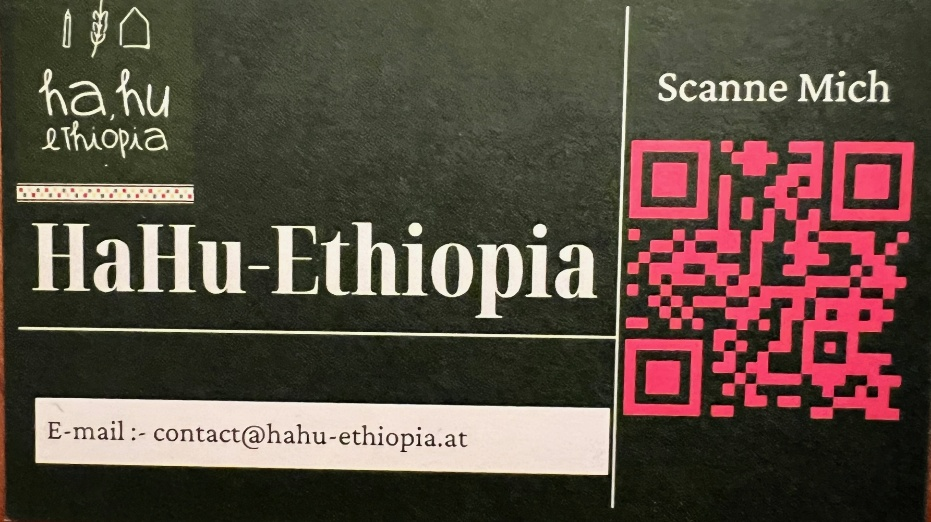 ha, hu
ethiopia
HaHu-Ethiopia
E-mail :- contact@hahu-ethiopia.at
Scanne Mich